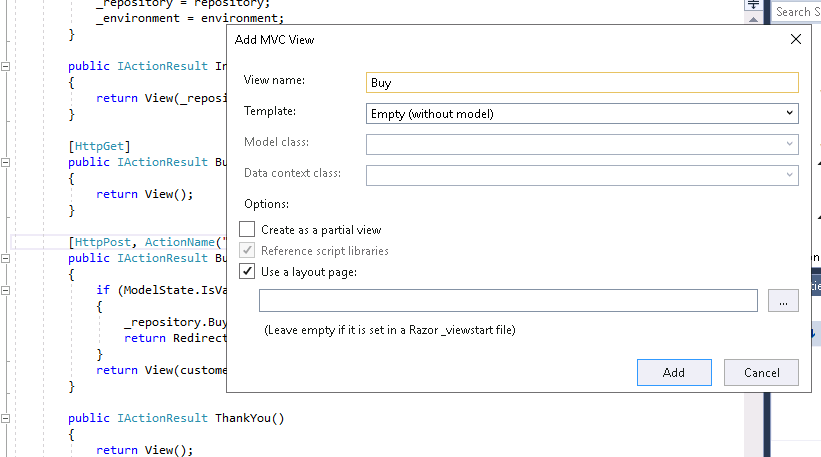 _repository = repository;
_environment = environment;
}
Search S
Add MVC View
public IActionResult In
{
return View(_reposi
}
[HttpGet]
public IActionResult Bu
{
return View();
}
[HttpPost, ActionName("
public IActionResult Bu
{
if (ModelState.IsVa
{
_repository.Buy
return Redirect
}
return View(custome
}
public IActionResult ThankYou()
{
return View();
View name:
Buy
Template:
Empty (without model)
Model class:
Data context class:
Options:
Create as a partial view
Reference script libraries
Use a layout page:
...
(Leave empty if it is set in a Razor _viewstart file)
Add
Cancel
on